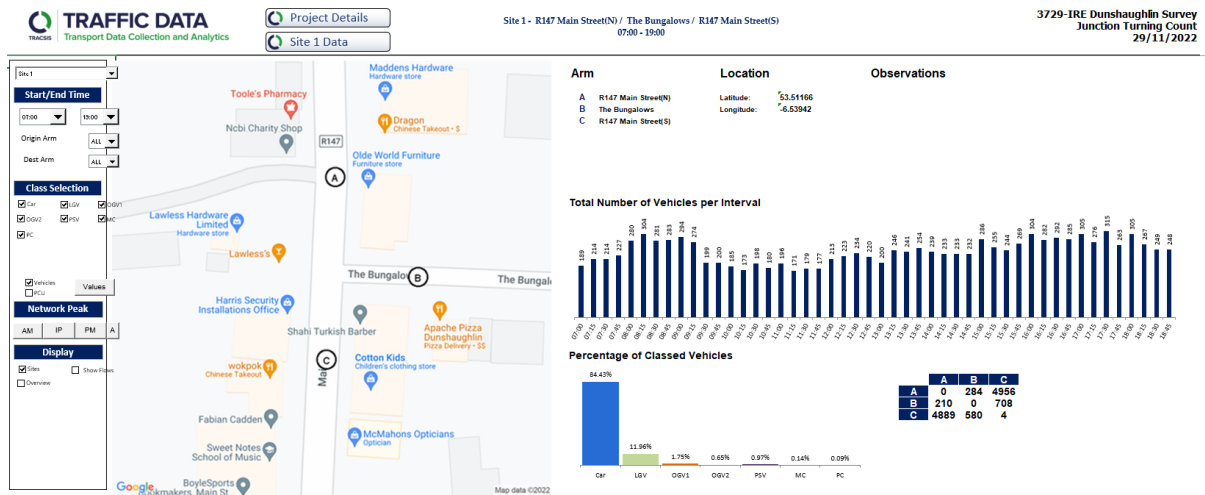 TRAFFIC DATA
TRACSIS
Transport Data Collection and Analytics
Project Details
Site 1 Data
Site 1 - R147 Main Street(N) / The Bungalows / R147 Main Street(S)
07:00 - 19:00
3729-IRE Dunshaughlin Survey
Junction Turning Count
29/11/2022
Site 1
Start/End Time
07:00 19:00
Origin Arm ALL
Dest Arm ALL
Class Selection
Car LGV OGV1
OGV2 PSV MC
PC
Vehicles
PCU
Values
Network Peak
AM IP PM A
Display
Sites Show Flows
Overview
Maddens Hardware
Hardware store
Toole's Pharmacy
Dragon
Chinese Takeout · $
Ncbi Charity Shop
R147
Olde World Furniture
Furniture store
A
Lawless Hardware
Limited
Hardware store
Lawless's
The Bungalo
B
The Bungal
Harris Security
Installations Office
Shahi Turkish Barber
Apache Pizza
Dunshaughlin
Pizza Delivery · $$
C
Mai
Cotton Kids
Children's clothing store
wokpok
Chinese Takeout
Fabian Cadden
McMahons Opticians
Optician
Sweet Notes
School of Music
BoyleSports
Bookmakers, Main St
Google
Map data ©2022
Arm Location Observations
A R147 Main Street(N) Latitude: 53.51166
B The Bungalows Longitude: -6.53942
C R147 Main Street(S)
Total Number of Vehicles per Interval
189 214 214 227 280 304 281 283 294 274 199 200 185 173 198 180 196 171 179 177 213 223 234 220 200 246 241 254 239 233 233 232 286 255 244 269 304 282 292 285 305 276 315 263 305 267 249 248
07:00 07:15 07:30 07:45 08:00 08:15 08:30 08:45 09:00 09:15 09:30 09:45 10:00 10:15 10:30 10:45 11:00 11:15 11:30 11:45 12:00 12:15 12:30 12:45 13:00 13:15 13:30 13:45 14:00 14:15 14:30 14:45 15:00 15:15 15:30 15:45 16:00 16:15 16:30 16:45 17:00 17:15 17:30 17:45 18:00 18:15 18:30 18:45
Percentage of Classed Vehicles
84.43% 11.96% 1.75% 0.65% 0.97% 0.14% 0.09%
Car LGV OGV1 OGV2 PSV MC PC
A B C
A 0 284 4956
B 210 0 708
C 4889 580 4